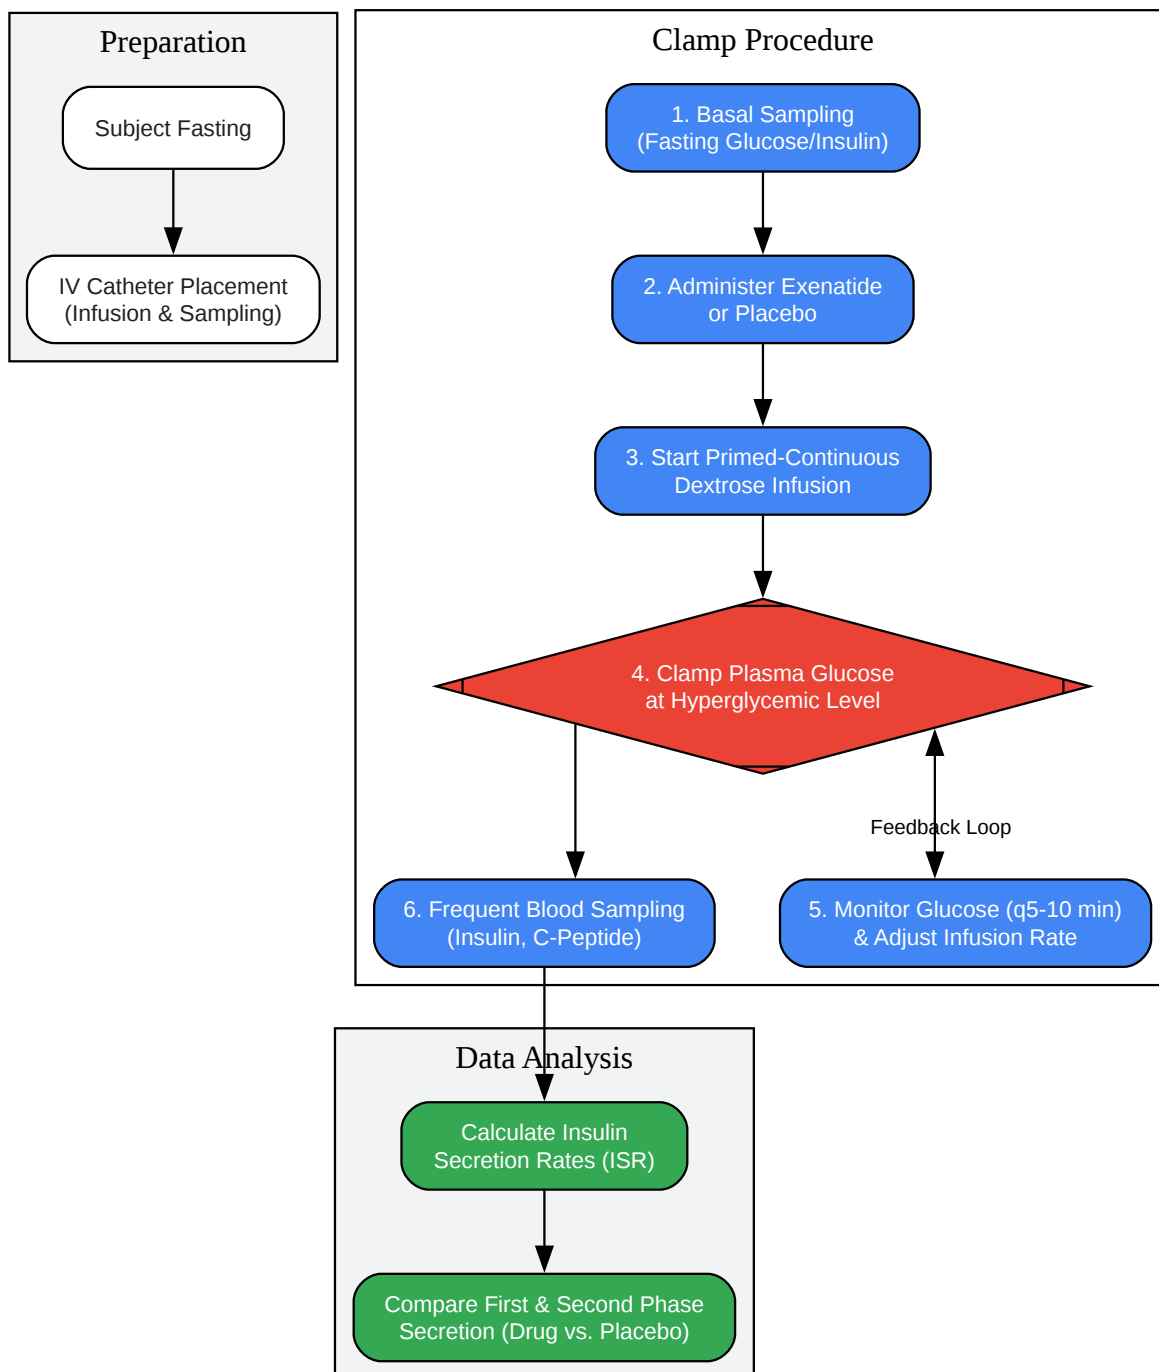 Preparation
Subject Fasting
IV Catheter Placement
(Infusion & Sampling)
Clamp Procedure
1. Basal Sampling
(Fasting Glucose/Insulin)
2. Administer Exenatide
or Placebo
3. Start Primed-Continuous
Dextrose Infusion
4. Clamp Plasma Glucose
at Hyperglycemic Level
Feedback Loop
6. Frequent Blood Sampling
(Insulin, C-Peptide)
5. Monitor Glucose (q5-10 min)
& Adjust Infusion Rate
Data Analysis
Calculate Insulin
Secretion Rates (ISR)
Compare First & Second Phase
Secretion (Drug vs. Placebo)